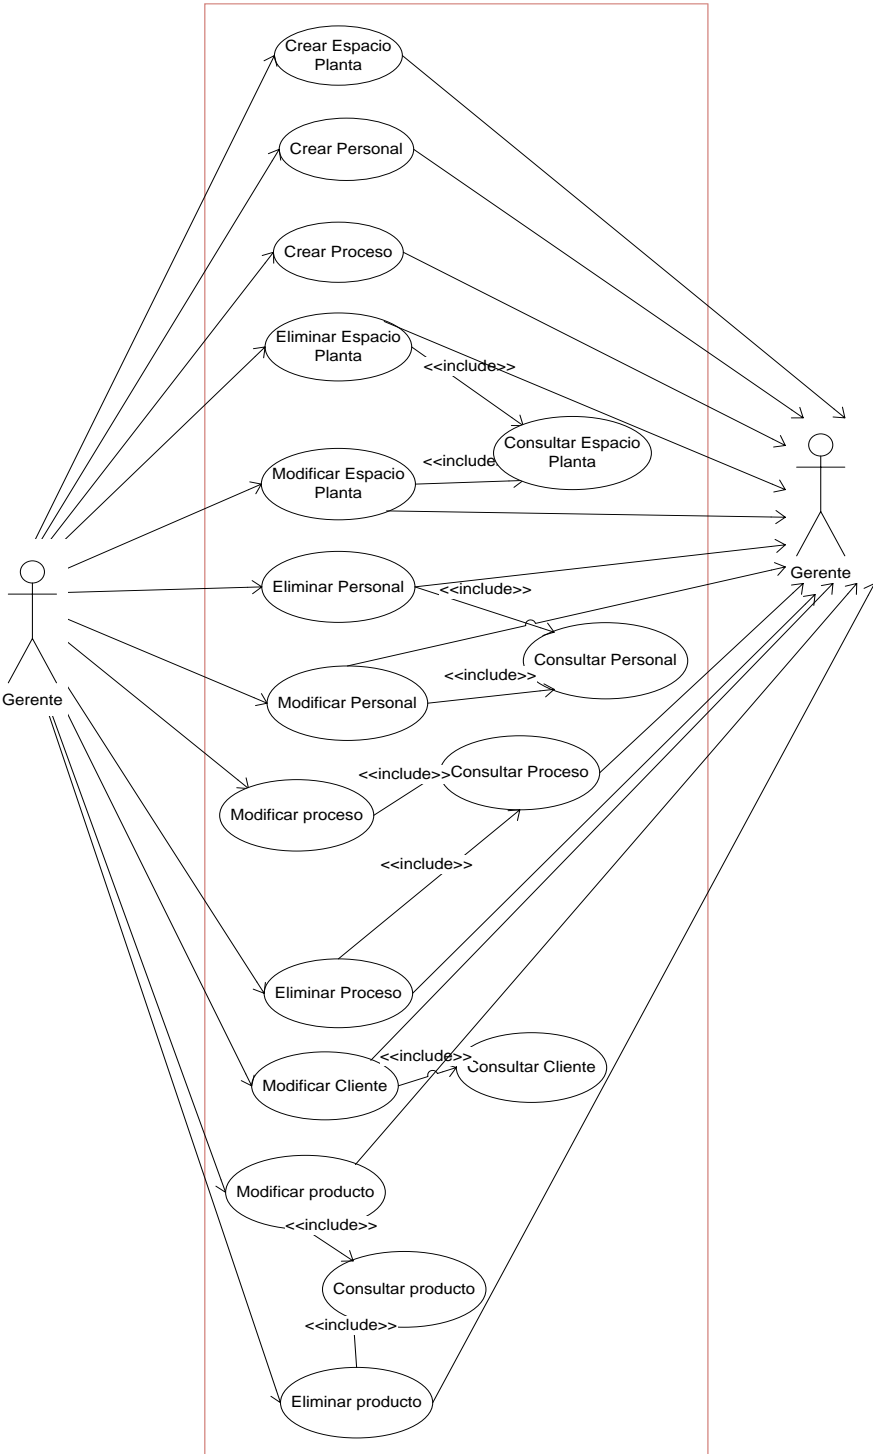 Crear Espacio
Planta
Crear Personal
Crear Proceso
Eliminar Espacio
Planta
<<include>>
Consultar Espacio
Planta
<<include
Modificar Espacio
Planta
Gerente
Eliminar Personal
<<include>>
Consultar Personal
<<include>>
Gerente
Modificar Personal
<<include>>
Consultar Proceso
Modificar proceso
<<include>>
Eliminar Proceso
<<include>>
Consultar Cliente
Modificar Cliente
Modificar producto
<<include>>
Consultar producto
<<include>>
Eliminar producto